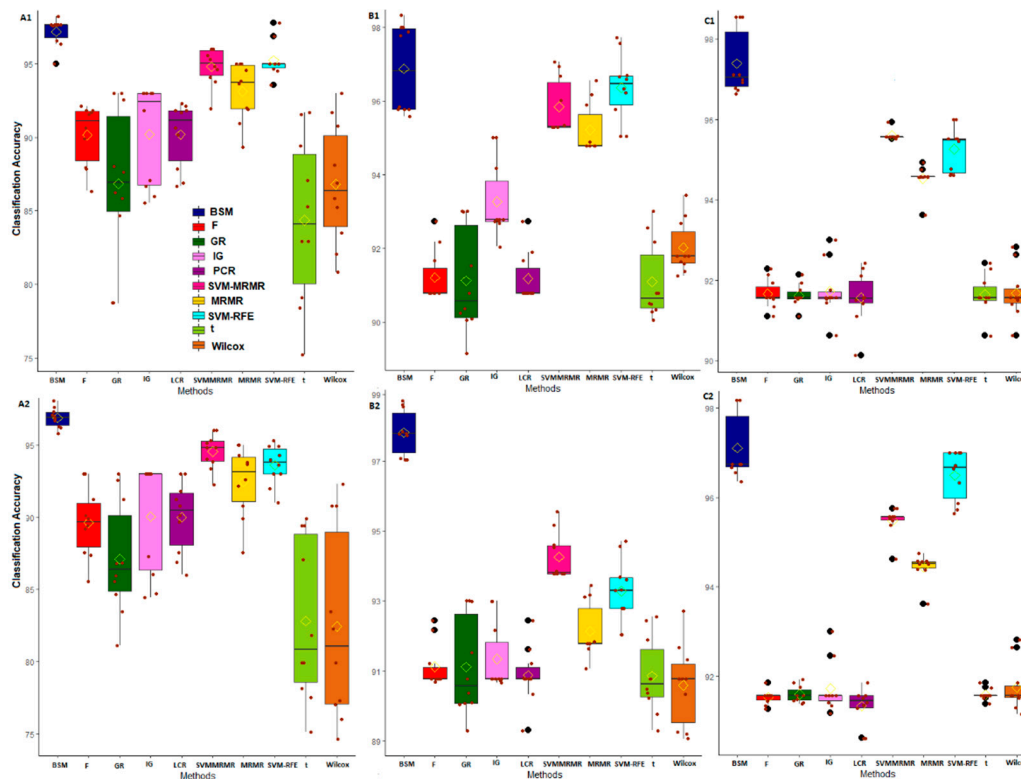 A1
Classification Accuracy
95
90
85
80
75
BSM
F
GR
IG
PCR
SVM-MRMR
MRMR
SVM-RFE
t
Wilcox
BSM F GR IG LCR SVMMRMR MRMR SVM-RFE t Wilcox
Methods
B1
98
96
94
92
90
BSM F GR IG LCR SVMMRMR MRMR SVM-RFE t Wilcox
Methods
C1
98
96
94
92
90
BSM F GR IG LCR SVMMRMR MRMR SVM-RFE t Wilco
Methods
A2
Classification Accuracy
95
90
85
80
75
BSM F GR IG LCR SVMMRMR MRMR SVM-RFE t Wilcox
Methods
B2
99
97
95
93
91
89
BSM F GR IG LCR SVMMRMR MRMR SVM-RFE t Wilcox
Methods
C2
98
96
94
92
BSM F GR IG LCR SVMMRMR MRMR SVM-RFE t Wilco
Methods